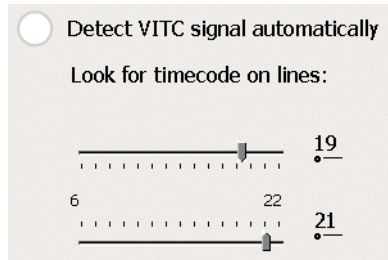 Detect VITC signal automatically
Look for timecode on lines:
19
6 22
21